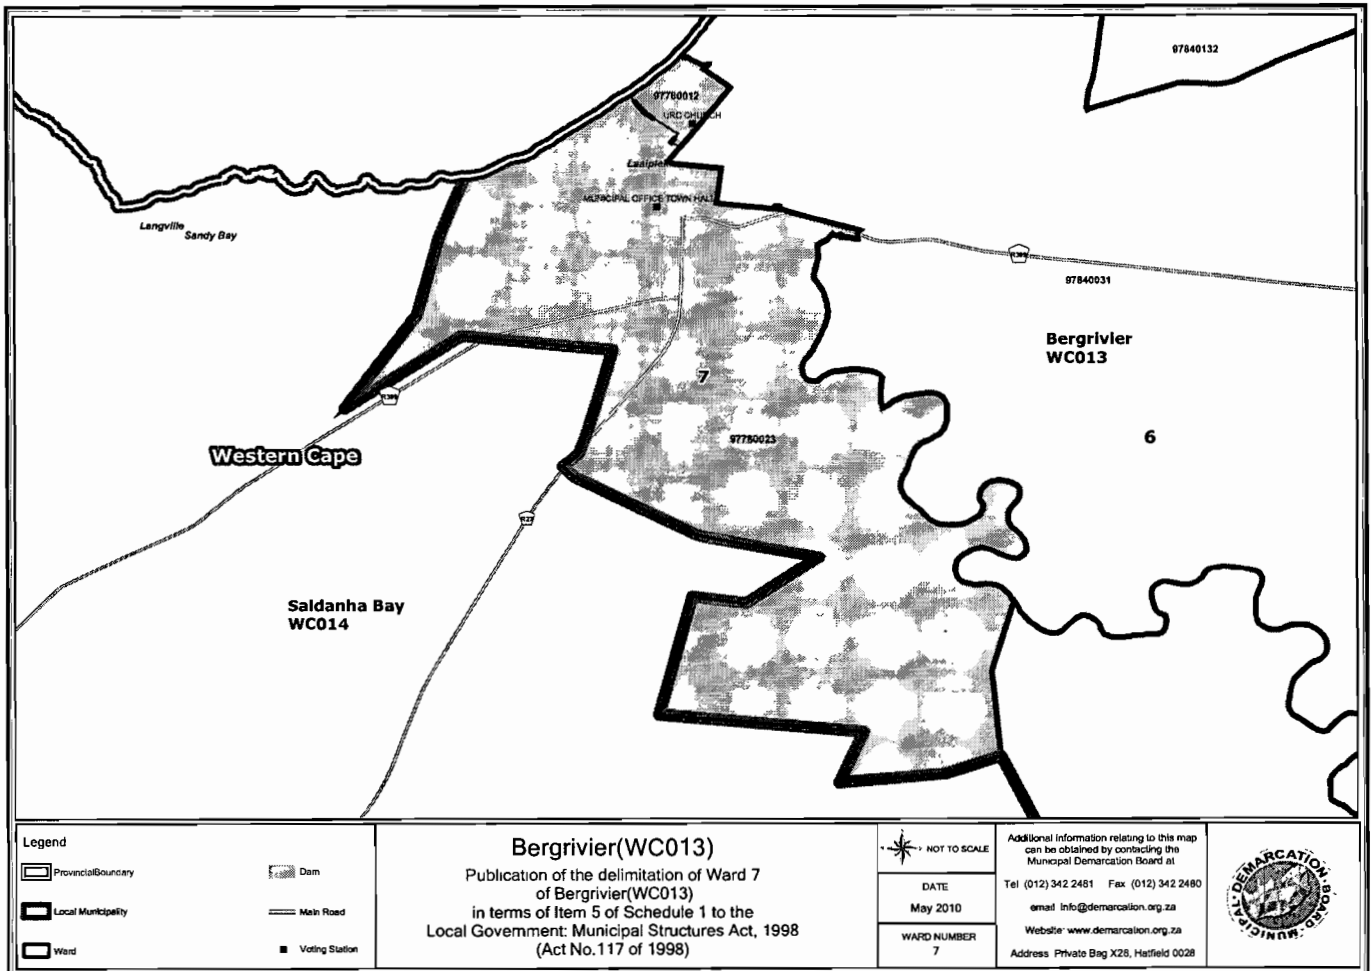 97840132
97780012
URC CHURCH
MUNICIPAL OFFICE TOWN HALL
Langville
Sandy Bay
97840031
Bergrivier
WC013
7
R399
97780023
6
Western Cape
R27
Saldanha Bay
WC014
Legend
ProvincialBoundary
Dam
Local Municipality
Main Road
Ward
Voting Station
Bergrivier(WC013)
Publication of the delimitation of Ward 7
of Bergrivier(WC013)
in terms of Item 5 of Schedule 1 to the
Local Government: Municipal Structures Act, 1998
(Act No.117 of 1998)
NOT TO SCALE
DATE
May 2010
WARD NUMBER
7
Additional information relating to this map
can be obtained by contacting the
Municipal Demarcation Board at
Tel (012) 342 2481 Fax (012) 342 2480
email info@demarcation.org.za
Website: www.demarcation.org.za
Address Private Bag X28, Hatfield 0028
MUNICIPAL DEMARCATION BOARD